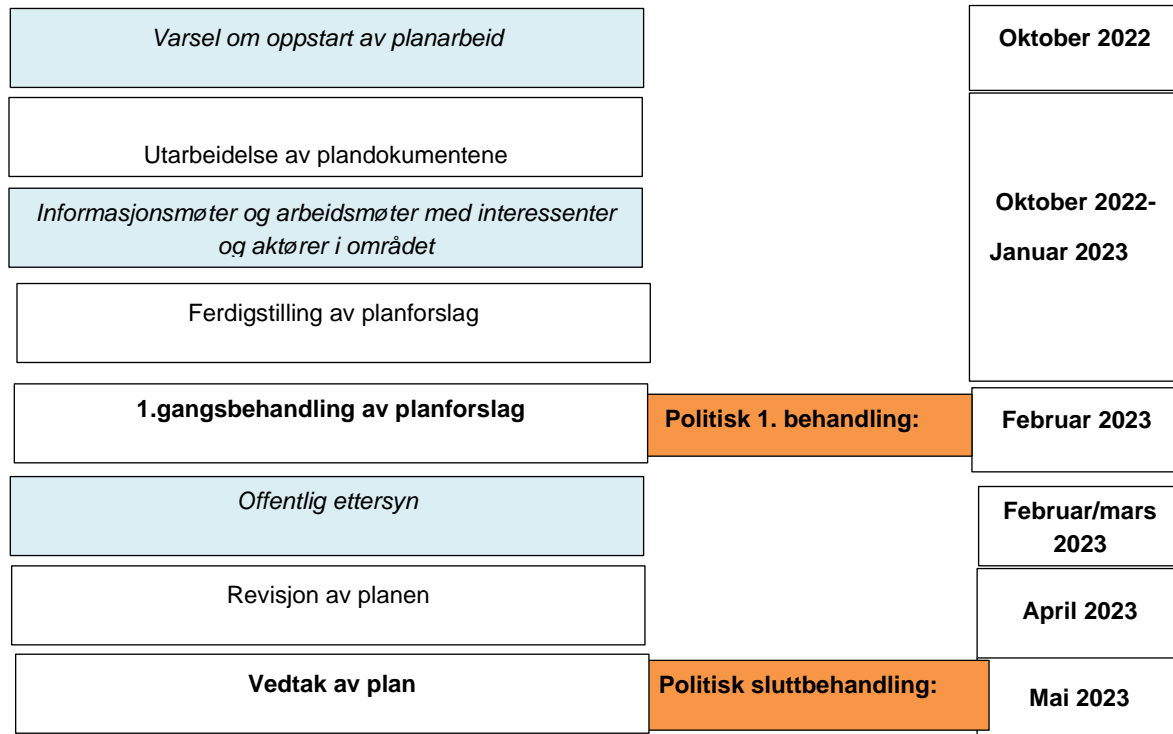 Varsel om oppstart av planarbeid
Oktober 2022
Utarbeidelse av plandokumentene
Informasjonsmøter og arbeidsmøter med interessenter
og aktører i området
Oktober 2022-
Januar 2023
Ferdigstilling av planforslag
1.gangsbehandling av planforslag
Politisk 1. behandling:
Februar 2023
Offentlig ettersyn
Februar/mars
2023
Revisjon av planen
April 2023
Vedtak av plan
Politisk sluttbehandling:
Mai 2023